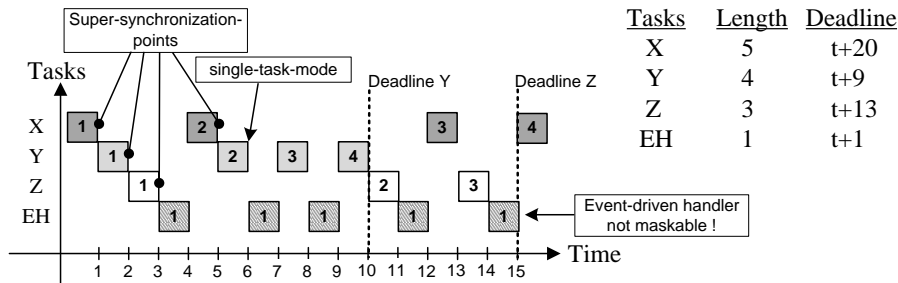 Super-synchronization-
points
Tasks
single-task-mode
Deadline Y
Deadline Z
Tasks Length Deadline
X 5 t+20
Y 4 t+9
Z 3 t+13
EH 1 t+1
X 1 2 3 4
Y 1 2 3 4
Z 1 2 3
EH 1 1 1 1 1
Event-driven handler
not maskable !
1 2 3 4 5 6 7 8 9 10 11 12 13 14 15
Time